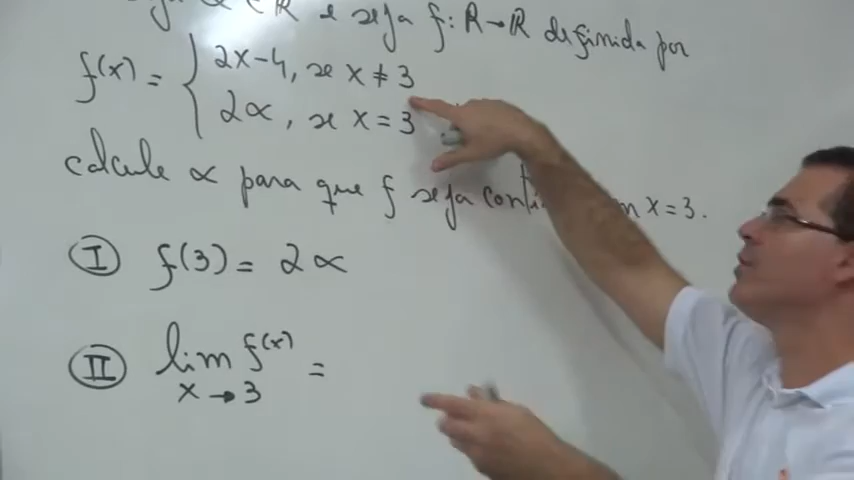 α ∈ ℝ e seja f: ℝ→ℝ definida por
f(x) = { 2x-4, se x ≠ 3
2α, se x = 3
calcule α para que f seja x=3.
I f(3) = 2α
II lim f(x) =
x→3